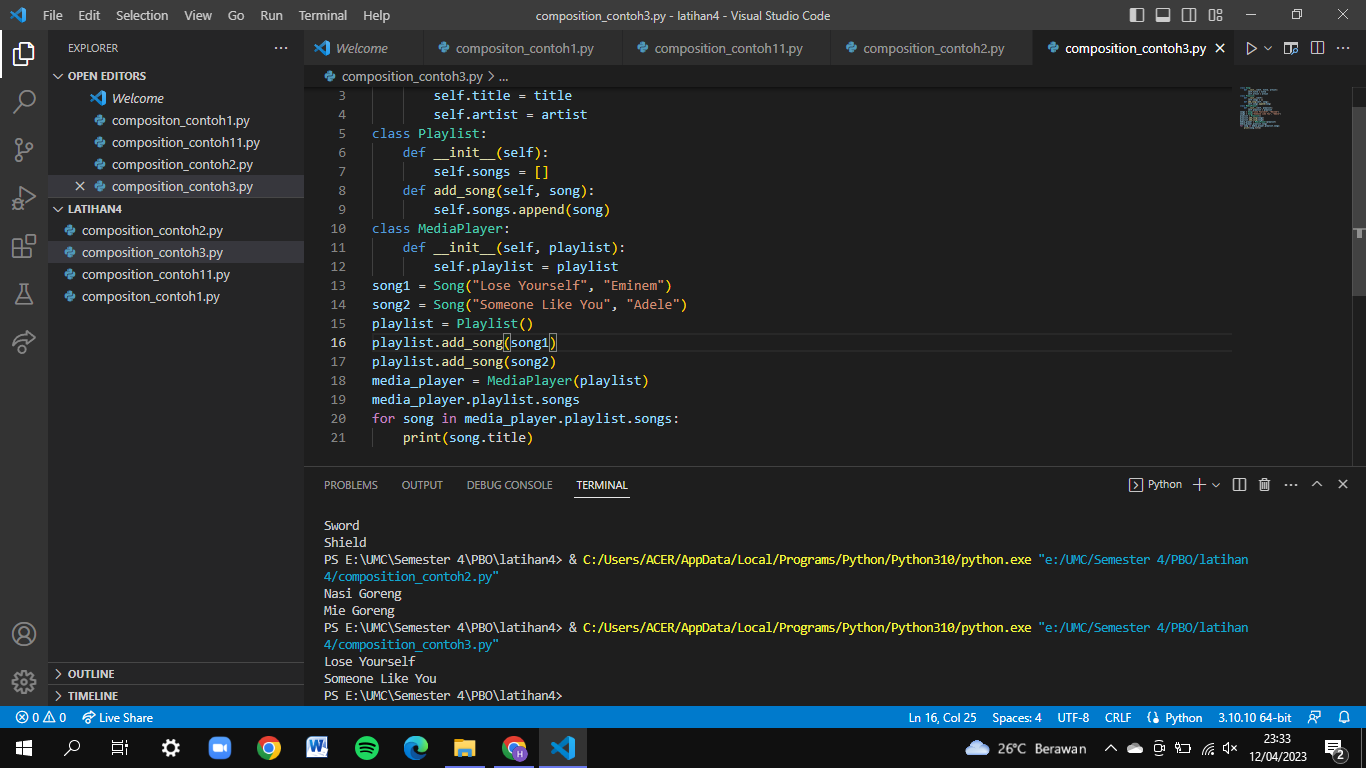 File Edit Selection View Go Run Terminal Help composition_contoh3.py - latihan4 - Visual Studio Code
EXPLORER
OPEN EDITORS
Welcome
compositon_contoh1.py
compositon_contoh11.py
composition_contoh2.py
composition_contoh3.py
LATIHAN4
composition_contoh2.py
composition_contoh3.py
composition_contoh11.py
compositon_contoh1.py
OUTLINE
TIMELINE
Welcome compositon_contoh1.py composition_contoh11.py composition_contoh2.py composition_contoh3.py
composition_contoh3.py > ...
3 self.title = title
4 self.artist = artist
5 class Playlist:
6 def __init__(self):
7 self.songs = []
8 def add_song(self, song):
9 self.songs.append(song)
10 class MediaPlayer:
11 def __init__(self, playlist):
12 self.playlist = playlist
13 song1 = Song("Lose Yourself", "Eminem")
14 song2 = Song("Someone Like You", "Adele")
15 playlist = Playlist()
16 playlist.add_song(song1)
17 playlist.add_song(song2)
18 media_player = MediaPlayer(playlist)
19 media_player.playlist.songs
20 for song in media_player.playlist.songs:
21 print(song.title)
PROBLEMS OUTPUT DEBUG CONSOLE TERMINAL Python
Sword
Shield
PS E:\UMC\Semester 4\PBO\latihan4> & C:/Users/ACER/AppData/Local/Programs/Python/Python310/python.exe "e:/UMC/Semester 4/PBO/latihan
4/composition_contoh2.py"
Nasi Goreng
Mie Goreng
PS E:\UMC\Semester 4\PBO\latihan4> & C:/Users/ACER/AppData/Local/Programs/Python/Python310/python.exe "e:/UMC/Semester 4/PBO/latihan
4/composition_contoh3.py"
Lose Yourself
Someone Like You
PS E:\UMC\Semester 4\PBO\latihan4>
0 0 Live Share Ln 16, Col 25 Spaces: 4 UTF-8 CRLF Python 3.10.10 64-bit
26°C Berawan 23:33
12/04/2023
2